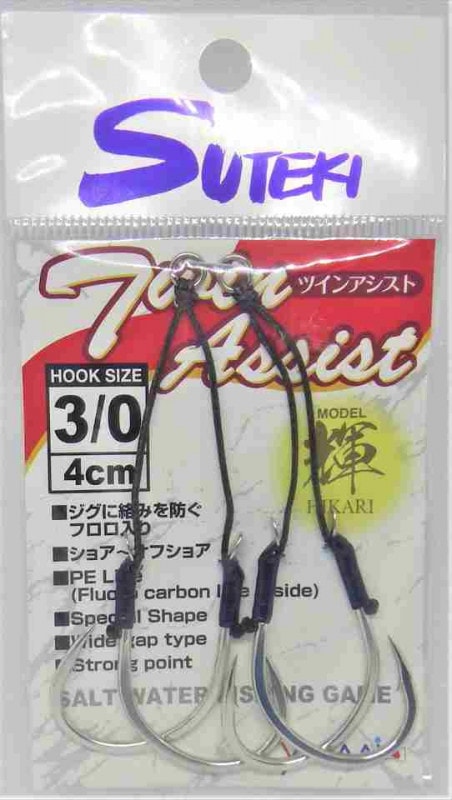 SUTEKI
Twin
ツインアシスト
Assist
HOOK SIZE
3/0
4cm
MODEL
輝
HIKARI
■ジグに絡みを防ぐ
フロロ入り
■ショア～オフショア
■PE Line
(Fluoro carbon line inside)
■Special Shape
■Wide gap type
■Strong point
SALT WATER FISHING GAME